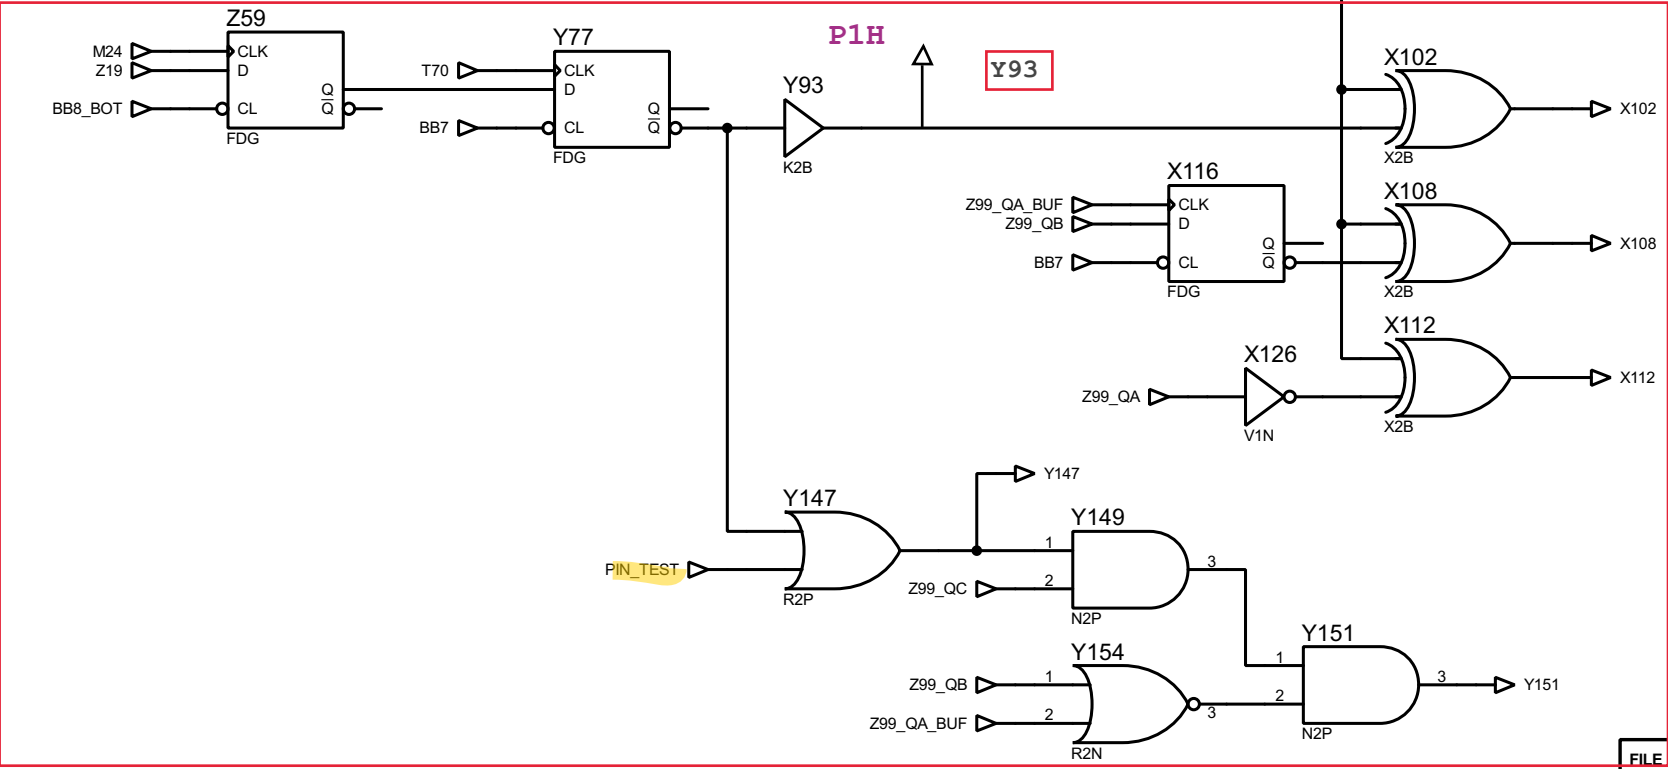 Z59
M24
CLK
Z19
D
Q
BB8_BOT
CL
Q
FDG
Y77
T70
CLK
D
Q
BB7
CL
Q
FDG
P1H
Y93
Y93
K2B
X102
X102
X2B
X116
Z99_QA_BUF
CLK
Z99_QB
D
Q
BB7
CL
Q
FDG
X108
X108
X2B
X112
X112
X2B
X126
Z99_QA
V1N
Y147
Y147
PIN_TEST
R2P
Y149
1
3
Z99_QC
2
N2P
Y154
Z99_QB
1
Z99_QA_BUF
2
3
R2N
Y151
1
3
Y151
2
N2P
FILE